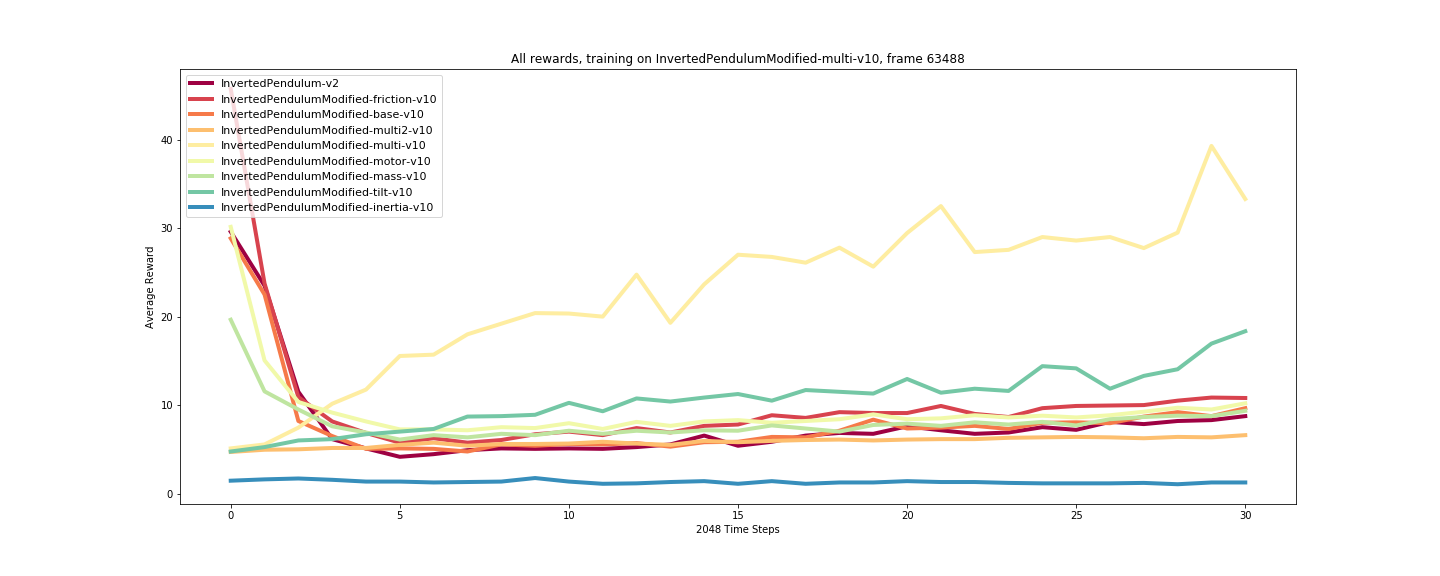 All rewards, training on InvertedPendulumModified-multi-v10, frame 63488
InvertedPendulum-v2
InvertedPendulumModified-friction-v10
InvertedPendulumModified-base-v10
InvertedPendulumModified-multi2-v10
InvertedPendulumModified-multi-v10
InvertedPendulumModified-motor-v10
InvertedPendulumModified-mass-v10
InvertedPendulumModified-tilt-v10
InvertedPendulumModified-inertia-v10
Average Reward
40
30
20
10
0
0 5 10 15 20 25 30
2048 Time Steps